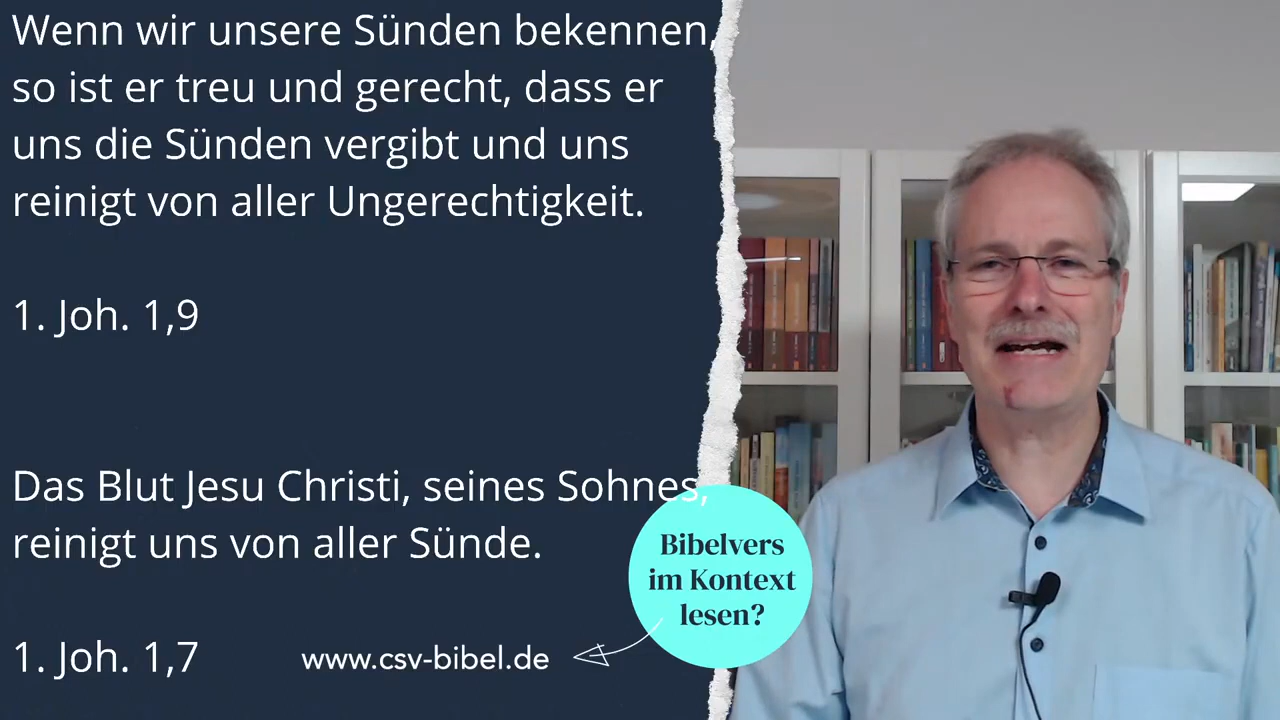 Wenn wir unsere Sünden bekennen,
so ist er treu und gerecht, dass er
uns die Sünden vergibt und uns
reinigt von aller Ungerechtigkeit.
1. Joh. 1,9
Das Blut Jesu Christi, seines Sohnes,
reinigt uns von aller Sünde.
1. Joh. 1,7
www.csv-bibel.de
Bibelvers
im Kontext
lesen?